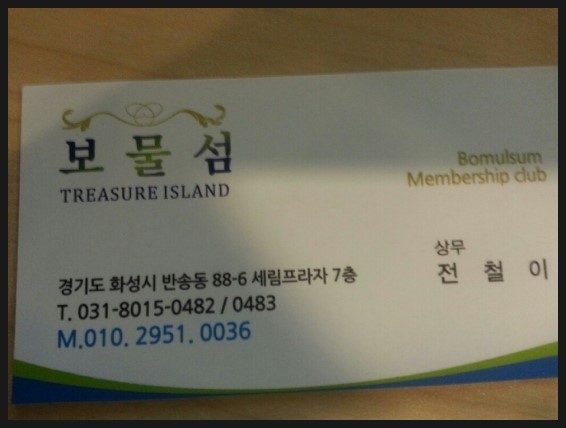 보물섬
TREASURE ISLAND
Bomulsum
Membership club
상무
전 철 이
경기도 화성시 반송동 88-6 세림프라자 7층
T. 031-8015-0482 / 0483
M.010. 2951. 0036